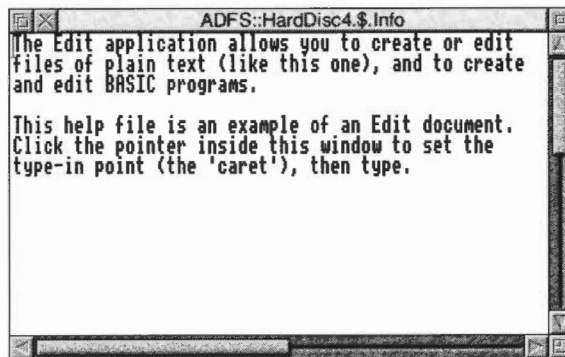 ADFS::HardDisc4.$.Info
The Edit application allows you to create or edit
files of plain text (like this one), and to create
and edit BASIC programs.
This help file is an example of an Edit document.
Click the pointer inside this window to set the
type-in point (the 'caret'), then type.